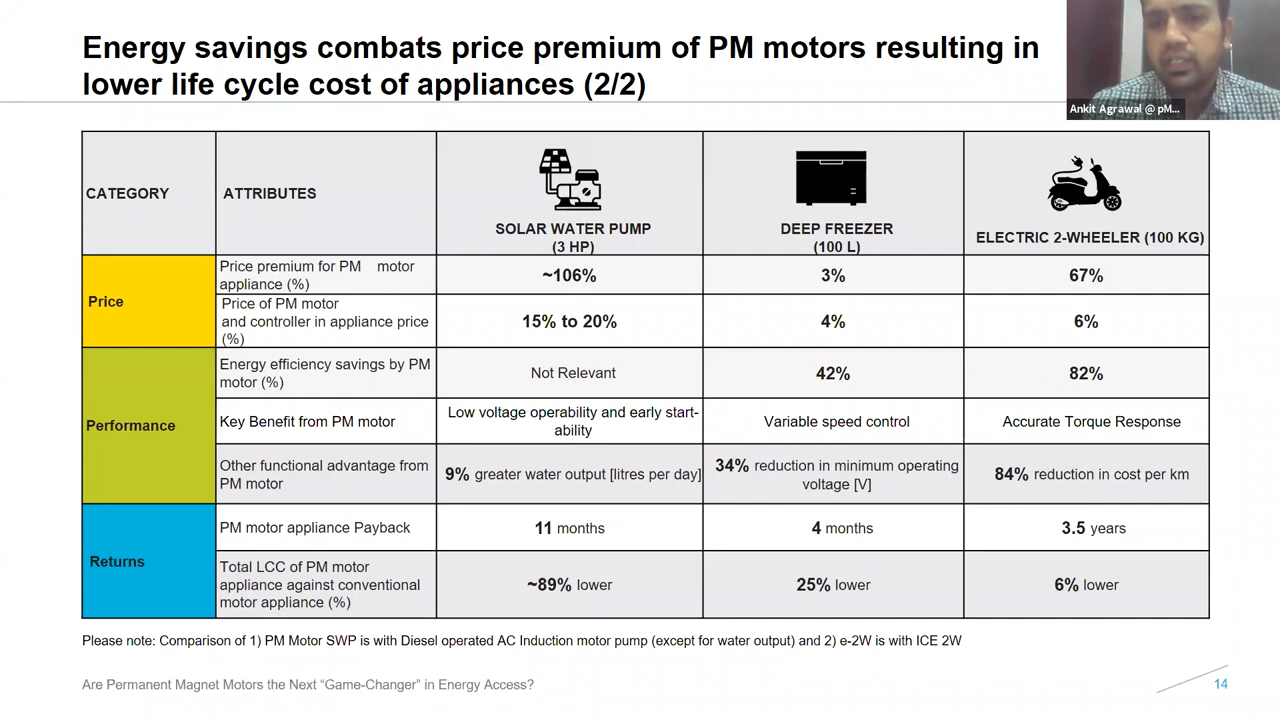 Energy savings combats price premium of PM motors resulting in
lower life cycle cost of appliances (2/2)
Ankit Agrawal @ pM...
CATEGORY
ATTRIBUTES
SOLAR WATER PUMP
(3 HP)
DEEP FREEZER
(100 L)
ELECTRIC 2-WHEELER (100 KG)
Price
Price premium for PM motor
appliance (%)
~106%
3%
67%
Price of PM motor
and controller in appliance price
(%)
15% to 20%
4%
6%
Performance
Energy efficiency savings by PM
motor (%)
Not Relevant
42%
82%
Key Benefit from PM motor
Low voltage operability and early start-
ability
Variable speed control
Accurate Torque Response
Other functional advantage from
PM motor
9% greater water output [litres per day]
34% reduction in minimum operating
voltage [V]
84% reduction in cost per km
Returns
PM motor appliance Payback
11 months
4 months
3.5 years
Total LCC of PM motor
appliance against conventional
motor appliance (%)
~89% lower
25% lower
6% lower
Please note: Comparison of 1) PM Motor SWP is with Diesel operated AC Induction motor pump (except for water output) and 2) e-2W is with ICE 2W
Are Permanent Magnet Motors the Next “Game-Changer” in Energy Access?
14